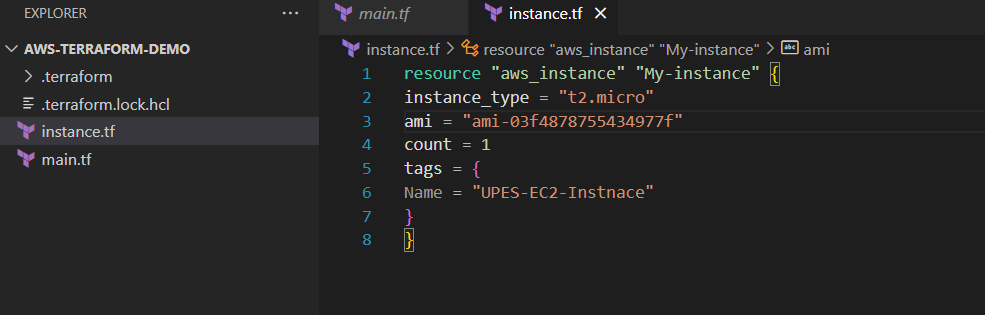 EXPLORER ...
AWS-TERRAFORM-DEMO
.terraform
.terraform.lock.hcl
instance.tf
main.tf
main.tf instance.tf
instance.tf > resource "aws_instance" "My-instance" > abc ami
1 resource "aws_instance" "My-instance" {
2 instance_type = "t2.micro"
3 ami = "ami-03f4878755434977f"
4 count = 1
5 tags = {
6 Name = "UPES-EC2-Instnace"
7 }
8 }